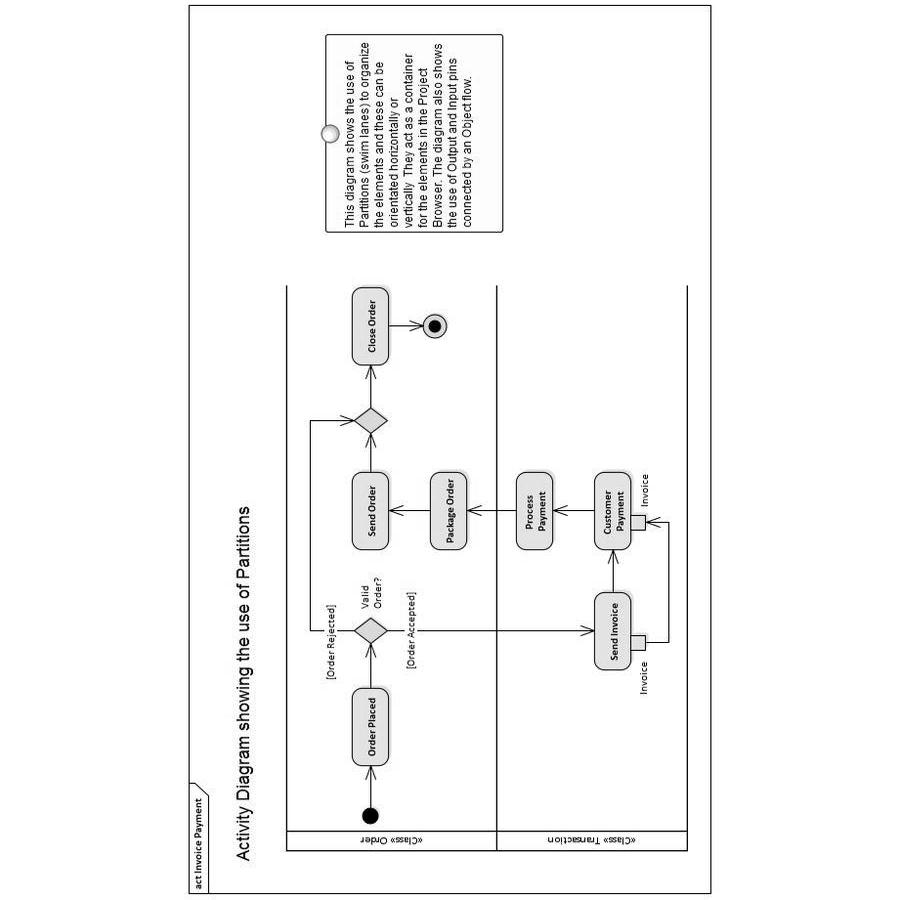 act Invoice Payment
Activity Diagram showing the use of Partitions
This diagram shows the use of
Partitions (swim lanes) to organize
the elements and these can be
orientated horizontally or
vertically. They act as a container
for the elements in the Project
Browser. The diagram also shows
the use of Output and Input pins
connected by an Object flow.
«Class» Order
Order Placed
[Order Rejected]
Valid
Order?
[Order Accepted]
Send Order
Package Order
Close Order
«Class» Transaction
Send Invoice
Invoice
Process
Payment
Customer
Payment
Invoice